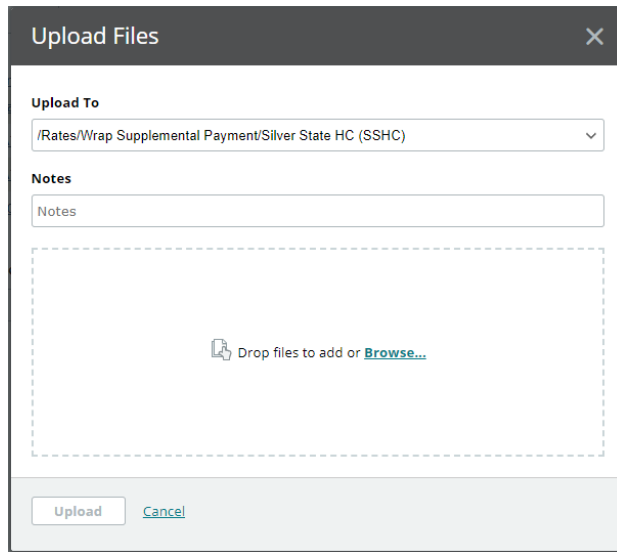 Upload Files
Upload To
/Rates/Wrap Supplemental Payment/Silver State HC (SSHC)
Notes
Notes
Drop files to add or Browse...
Upload
Cancel